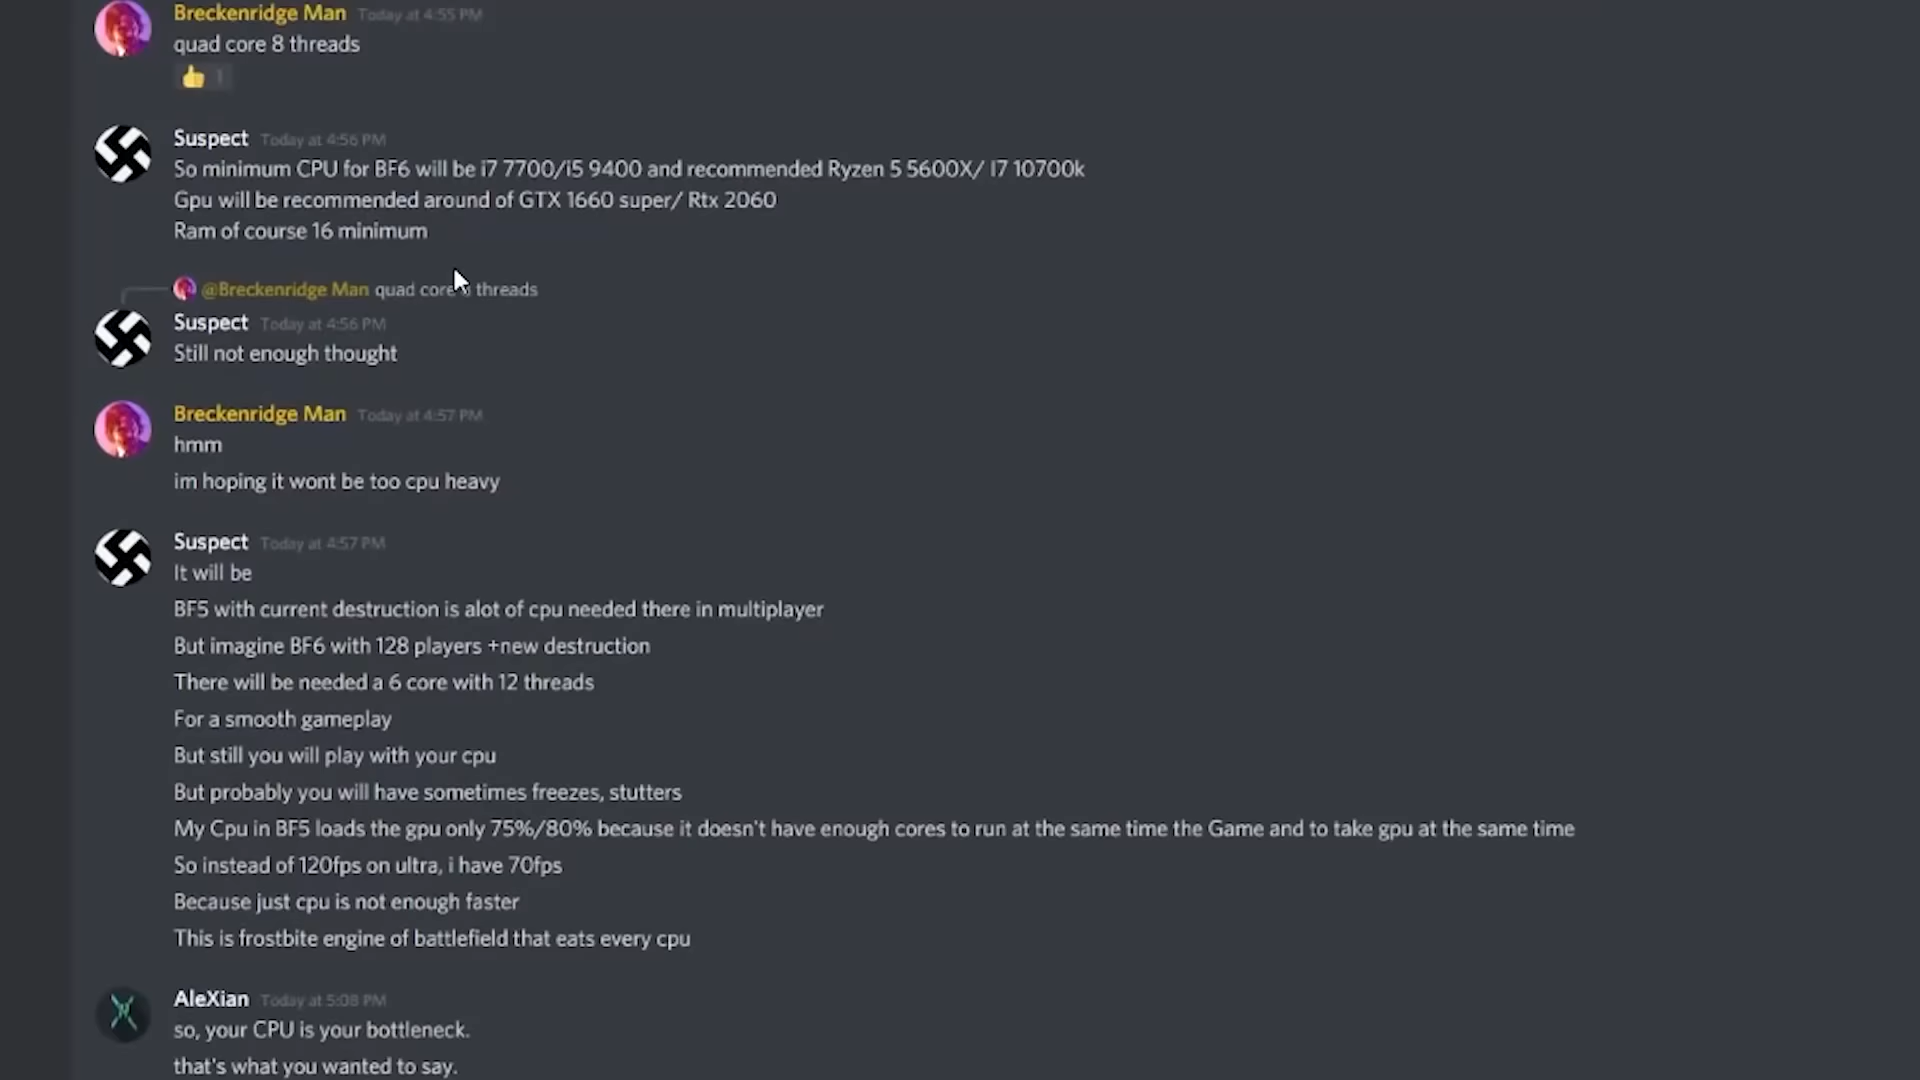 Breckenridge Man Today at 4:55 PM
quad core 8 threads
1
Suspect Today at 4:56 PM
So minimum CPU for BF6 will be i7 7700/i5 9400 and recommended Ryzen 5 5600X/ I7 10700k
Gpu will be recommended around of GTX 1660 super/ Rtx 2060
Ram of course 16 minimum
@Breckenridge Man quad core threads
Suspect Today at 4:56 PM
Still not enough thought
Breckenridge Man Today at 4:57 PM
hmm
im hoping it wont be too cpu heavy
Suspect Today at 4:57 PM
It will be
BF5 with current destruction is alot of cpu needed there in multiplayer
But imagine BF6 with 128 players +new destruction
There will be needed a 6 core with 12 threads
For a smooth gameplay
But still you will play with your cpu
But probably you will have sometimes freezes, stutters
My Cpu in BF5 loads the gpu only 75%/80% because it doesn't have enough cores to run at the same time the Game and to take gpu at the same time
So instead of 120fps on ultra, i have 70fps
Because just cpu is not enough faster
This is frostbite engine of battlefield that eats every cpu
AleXian Today at 5:08 PM
so, your CPU is your bottleneck.
that's what you wanted to say.